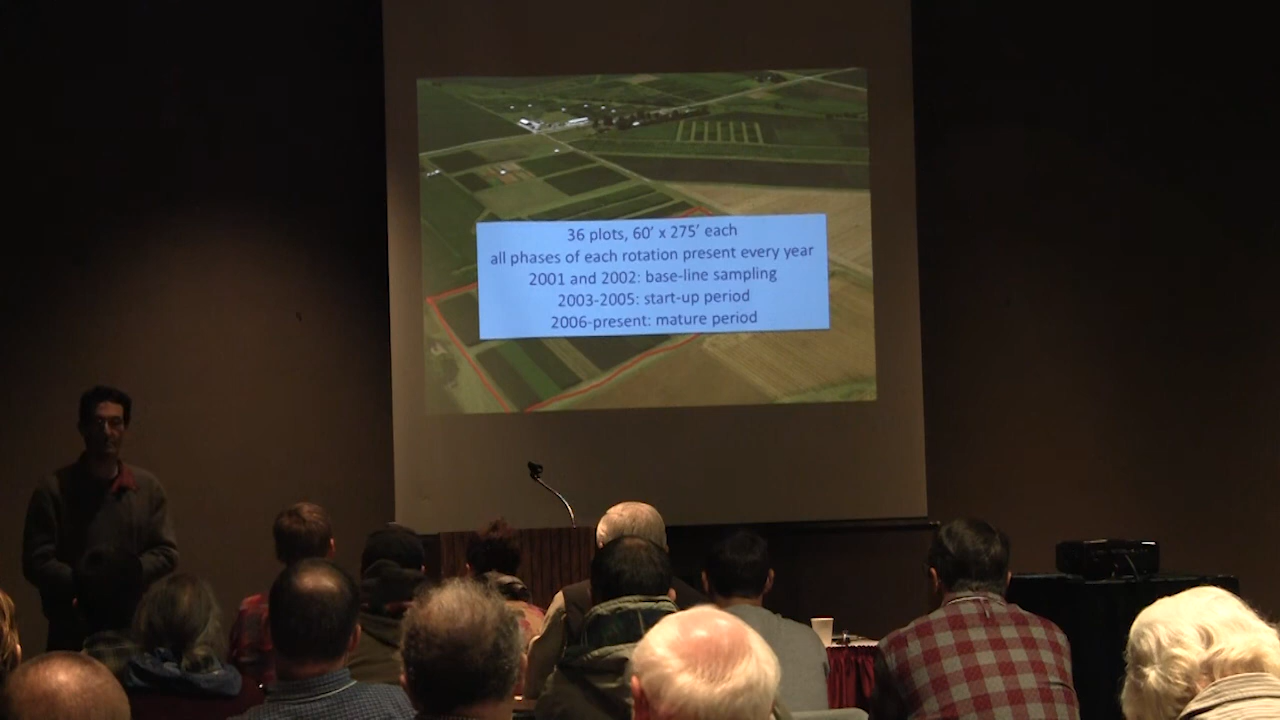 36 plots, 60′ x 275′ each
all phases of each rotation present every year
2001 and 2002: base-line sampling
2003-2005: start-up period
2006-present: mature period